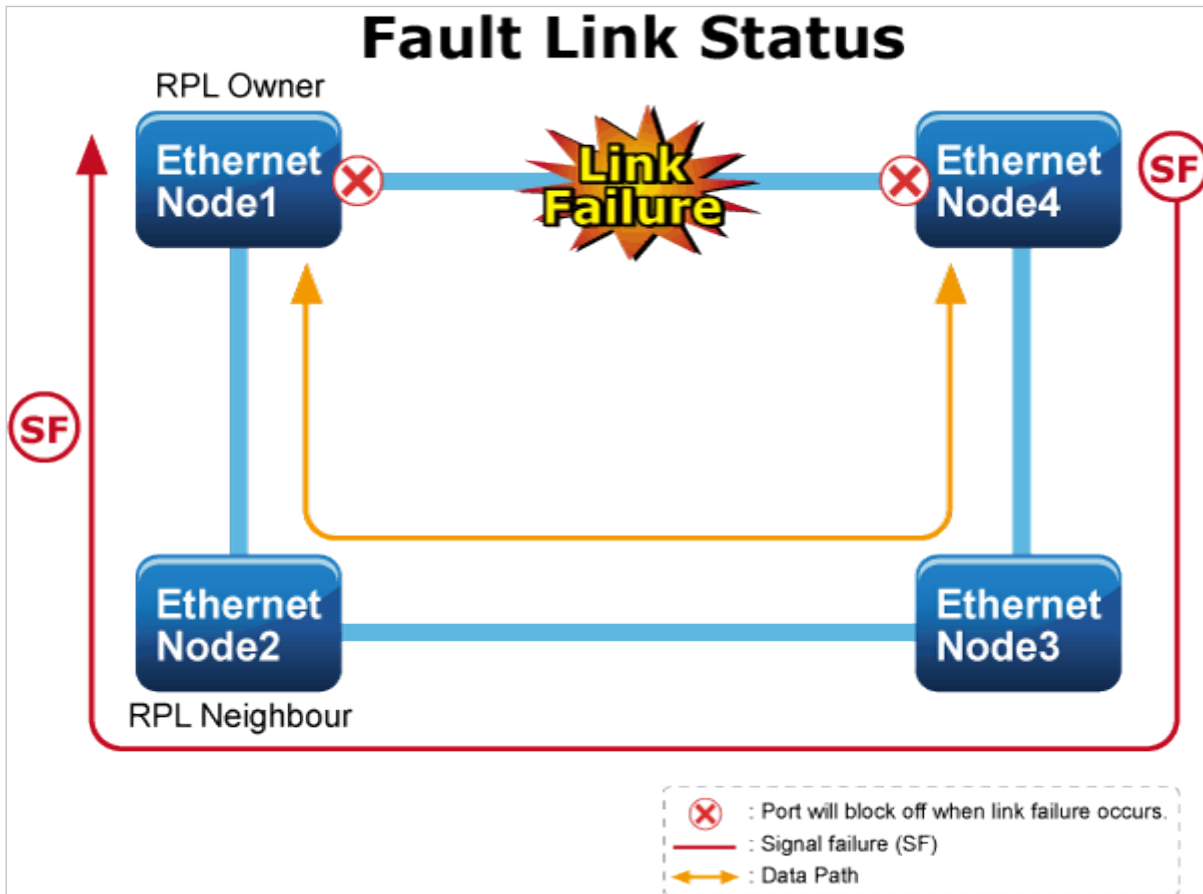 Fault Link Status
RPL Owner
Ethernet
Node1
Link
Failure
Ethernet
Node4
SF
SF
Ethernet
Node2
Ethernet
Node3
RPL Neighbour
: Port will block off when link failure occurs.
: Signal failure (SF)
: Data Path